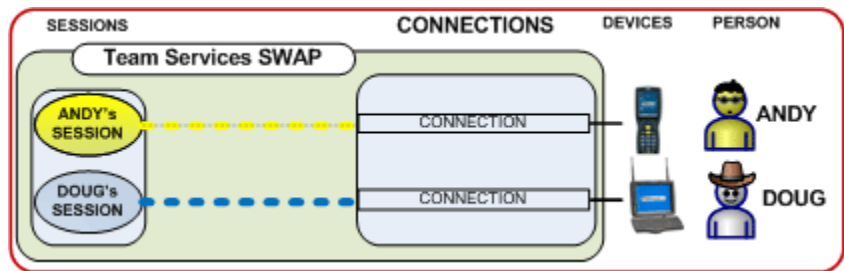 SESSIONS
CONNECTIONS
DEVICES
PERSON
Team Services SWAP
ANDY's
SESSION
CONNECTION
ANDY
DOUG's
SESSION
CONNECTION
DOUG